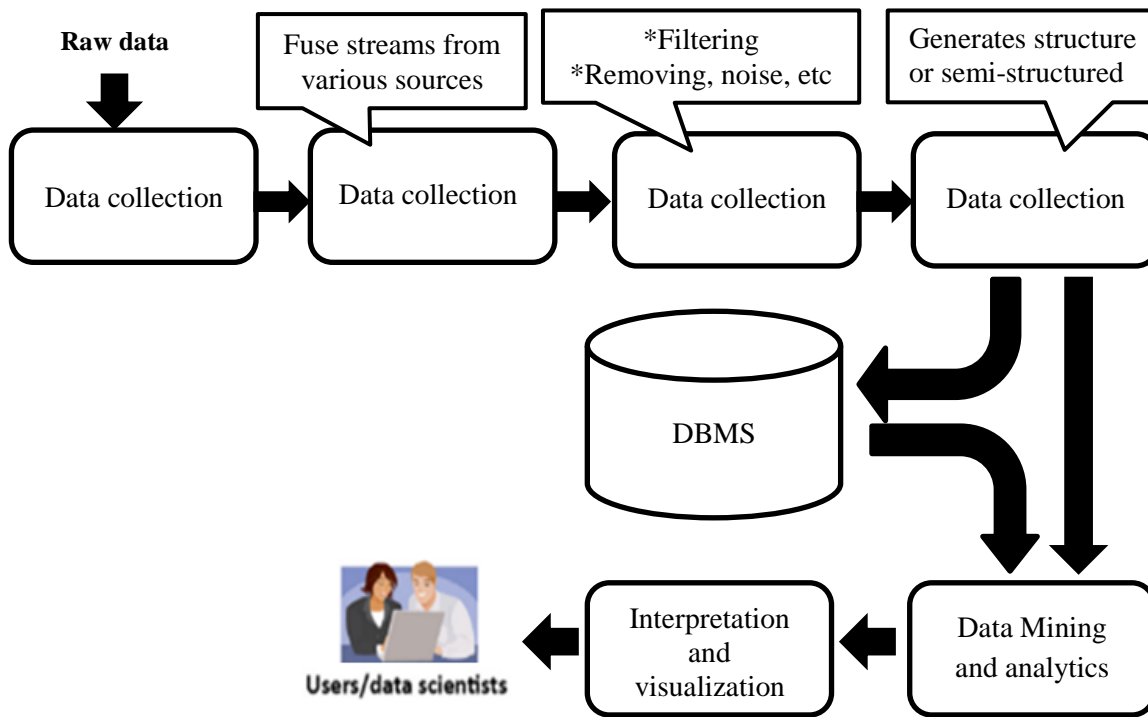 Raw data
Fuse streams from
various sources
*Filtering
*Removing, noise, etc
Generates structure
or semi-structured
Data collection
Data collection
Data collection
Data collection
DBMS
Users/data scientists
Interpretation
and
visualization
Data Mining
and analytics